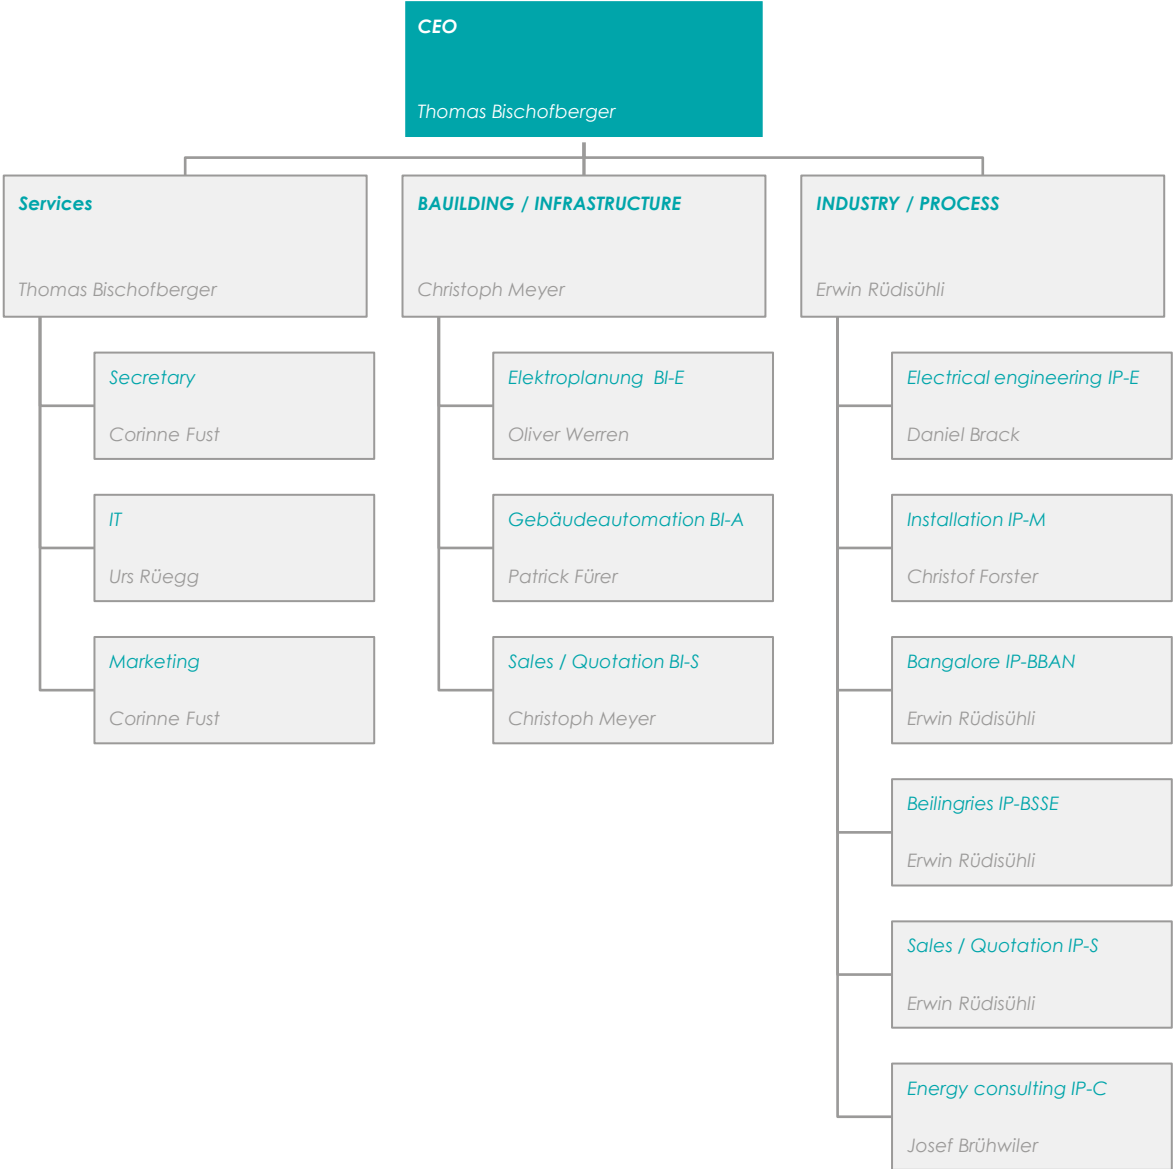 CEO
Thomas Bischofberger
Services
Thomas Bischofberger
Secretary
Corinne Fust
IT
Urs Rüegg
Marketing
Corinne Fust
BAUILDING / INFRASTRUCTURE
Christoph Meyer
Elektroplanung  BI-E
Oliver Werren
Gebäudeautomation BI-A
Patrick Fürer
Sales / Quotation BI-S
Christoph Meyer
INDUSTRY / PROCESS
Erwin Rüdisühli
Electrical engineering IP-E
Daniel Brack
Installation IP-M
Christof Forster
Bangalore IP-BBAN
Erwin Rüdisühli
Beilingries IP-BSSE
Erwin Rüdisühli
Sales / Quotation IP-S
Erwin Rüdisühli
Energy consulting IP-C
Josef Brühwiler